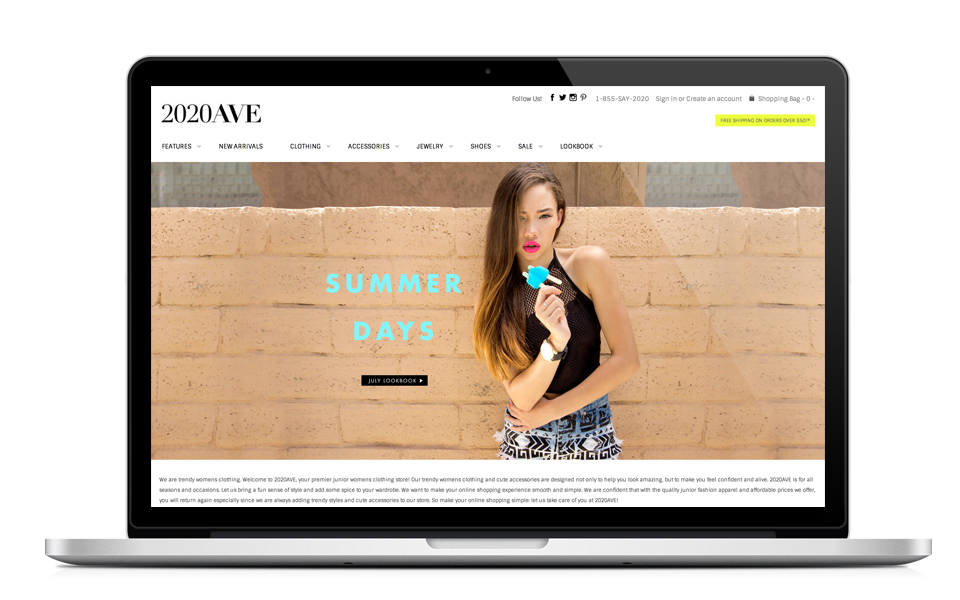 Follow Us! 1-855-SAY-2020 Sign in or Create an account Shopping Bag - 0 -
2020AVE
FREE SHIPPING ON ORDERS OVER $50!*
FEATURES NEW ARRIVALS CLOTHING ACCESSORIES JEWELRY SHOES SALE LOOKBOOK
SUMMER
DAYS
JULY LOOKBOOK
We are trendy womens clothing. Welcome to 2020AVE, your premier junior womens clothing store! Our trendy womens clothing and cute accessories are designed not only to help you look amazing, but to make you feel confident and alive. 2020AVE is for all
seasons and occasions. Let us bring a fun sense of style and add some spice to your wardrobe. We want to make your online shopping experience smooth and simple. We are confident that with the quality junior fashion apparel and affordable prices we offer,
you will return again especially since we are always adding trendy styles and cute accessories to our store. So make your online shopping simple: let us take care of you at 2020AVE!